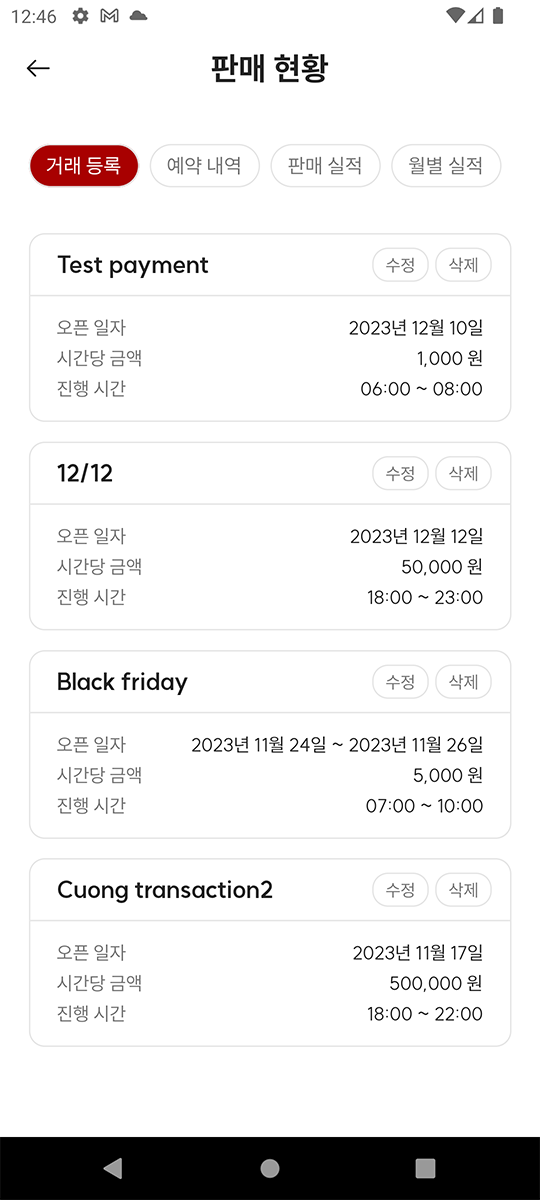 12:46
판매 현황
거래 등록 예약 내역 판매 실적 월별 실적
Test payment 수정 삭제
오픈 일자 2023년 12월 10일
시간당 금액 1,000 원
진행 시간 06:00 ~ 08:00
12/12 수정 삭제
오픈 일자 2023년 12월 12일
시간당 금액 50,000 원
진행 시간 18:00 ~ 23:00
Black friday 수정 삭제
오픈 일자 2023년 11월 24일 ~ 2023년 11월 26일
시간당 금액 5,000 원
진행 시간 07:00 ~ 10:00
Cuong transaction2 수정 삭제
오픈 일자 2023년 11월 17일
시간당 금액 500,000 원
진행 시간 18:00 ~ 22:00